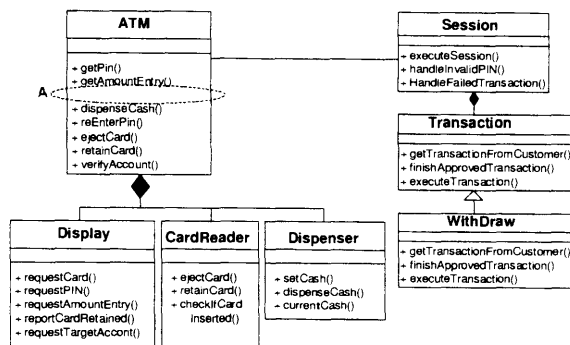 ATM
+ getPin()
+ getAmountEntry()
A
+ dispenseCash()
+ reEnterPin()
+ ejectCard()
+ retainCard()
+ verifyAccount()
Session
+ executeSession()
+ handleInvalidPIN()
+ HandleFailedTransaction()
Transaction
+ getTransactionFromCustomer()
+ finishApprovedTransaction()
+ executeTransaction()
WithDraw
+ getTransactionFromCustomer()
+ finishApprovedTransaction()
+ executeTransaction()
Display
+ requestCard()
+ requestPIN()
+ requestAmountEntry()
+ reportCardRetained()
+ requestTargetAccont()
CardReader
+ ejectCard()
+ retainCard()
+ checkIfCard
Inserted()
Dispenser
+ setCash()
+ dispenseCash()
+ currentCash()